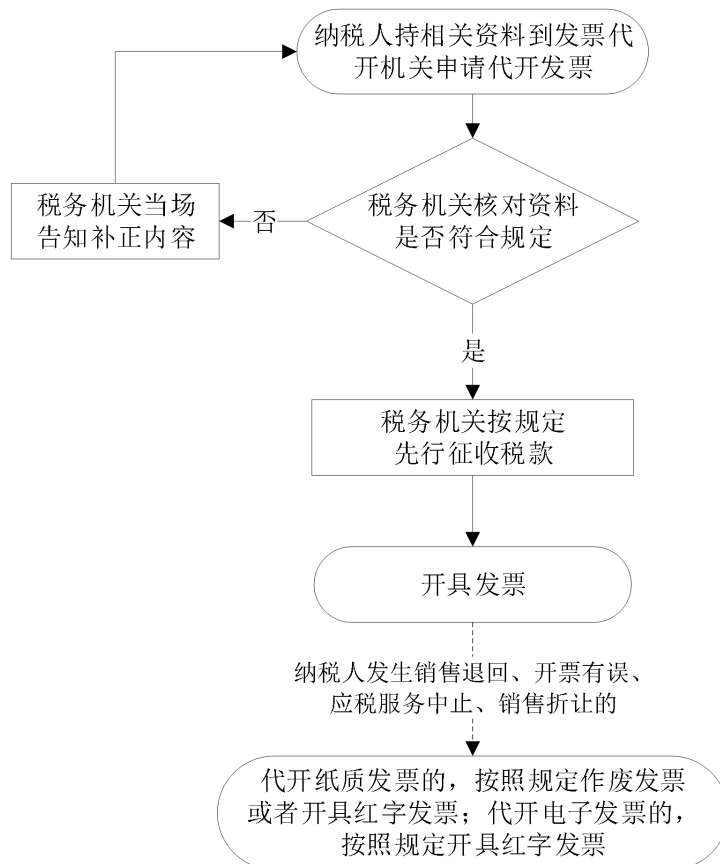 纳税人持相关资料到发票代
开机关申请代开发票
税务机关核对资料
是否符合规定
否
税务机关当场
告知补正内容
是
税务机关按规定
先行征收税款
开具发票
纳税人发生销售退回、开票有误、
应税服务中止、销售折让的
代开纸质发票的，按照规定作废发票
或者开具红字发票；代开电子发票的，
按照规定开具红字发票